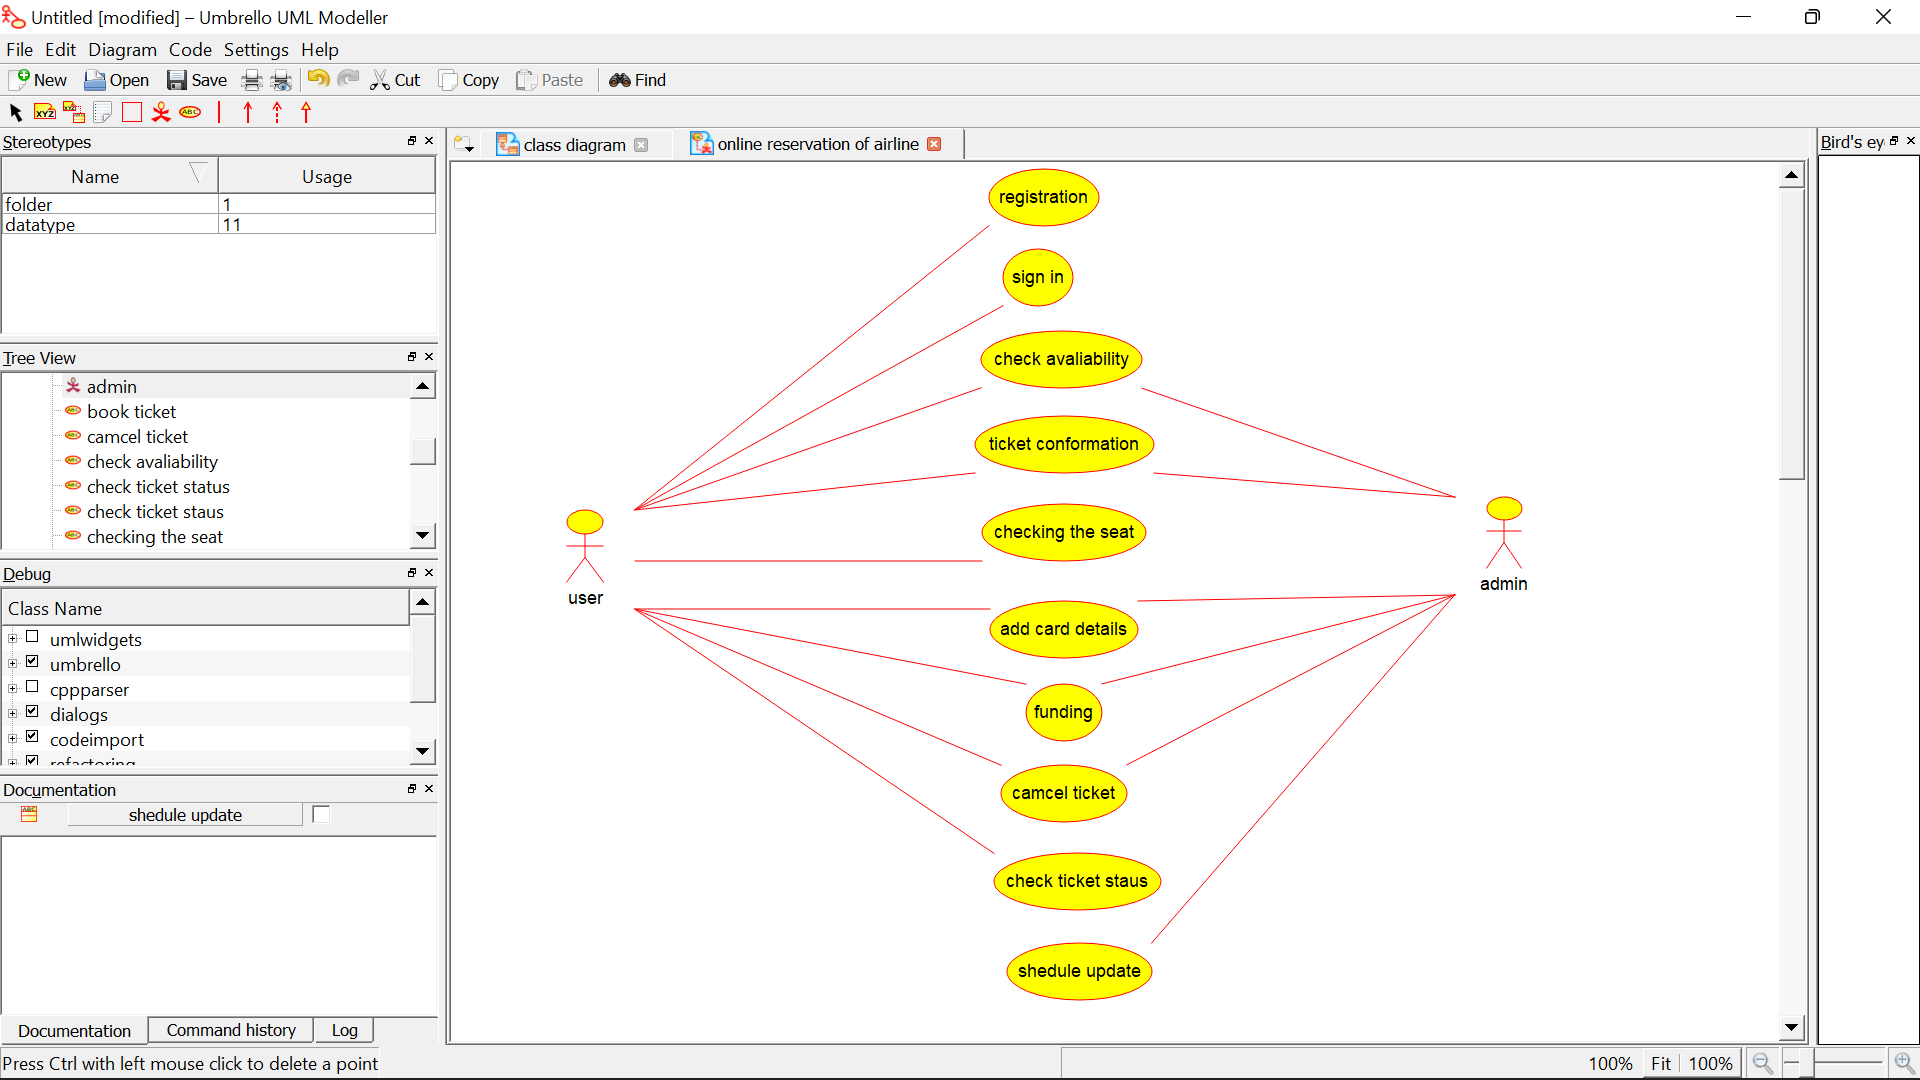 Untitled [modified] – Umbrello UML Modeller
File Edit Diagram Code Settings Help
New Open Save Cut Copy Paste Find
XYZ XYZ ABC
Stereotypes
Name Usage
folder 1
datatype 11
Tree View
admin
book ticket
camcel ticket
check avaliability
check ticket status
check ticket staus
checking the seat
Debug
Class Name
umlwidgets
umbrello
cppparser
dialogs
codeimport
refactoring
Documentation
shedule update
Documentation Command history Log
Press Ctrl with left mouse click to delete a point
class diagram online reservation of airline
registration
sign in
check avaliability
ticket conformation
checking the seat
user
admin
add card details
funding
camcel ticket
check ticket staus
shedule update
Bird's ey
100% Fit 100%